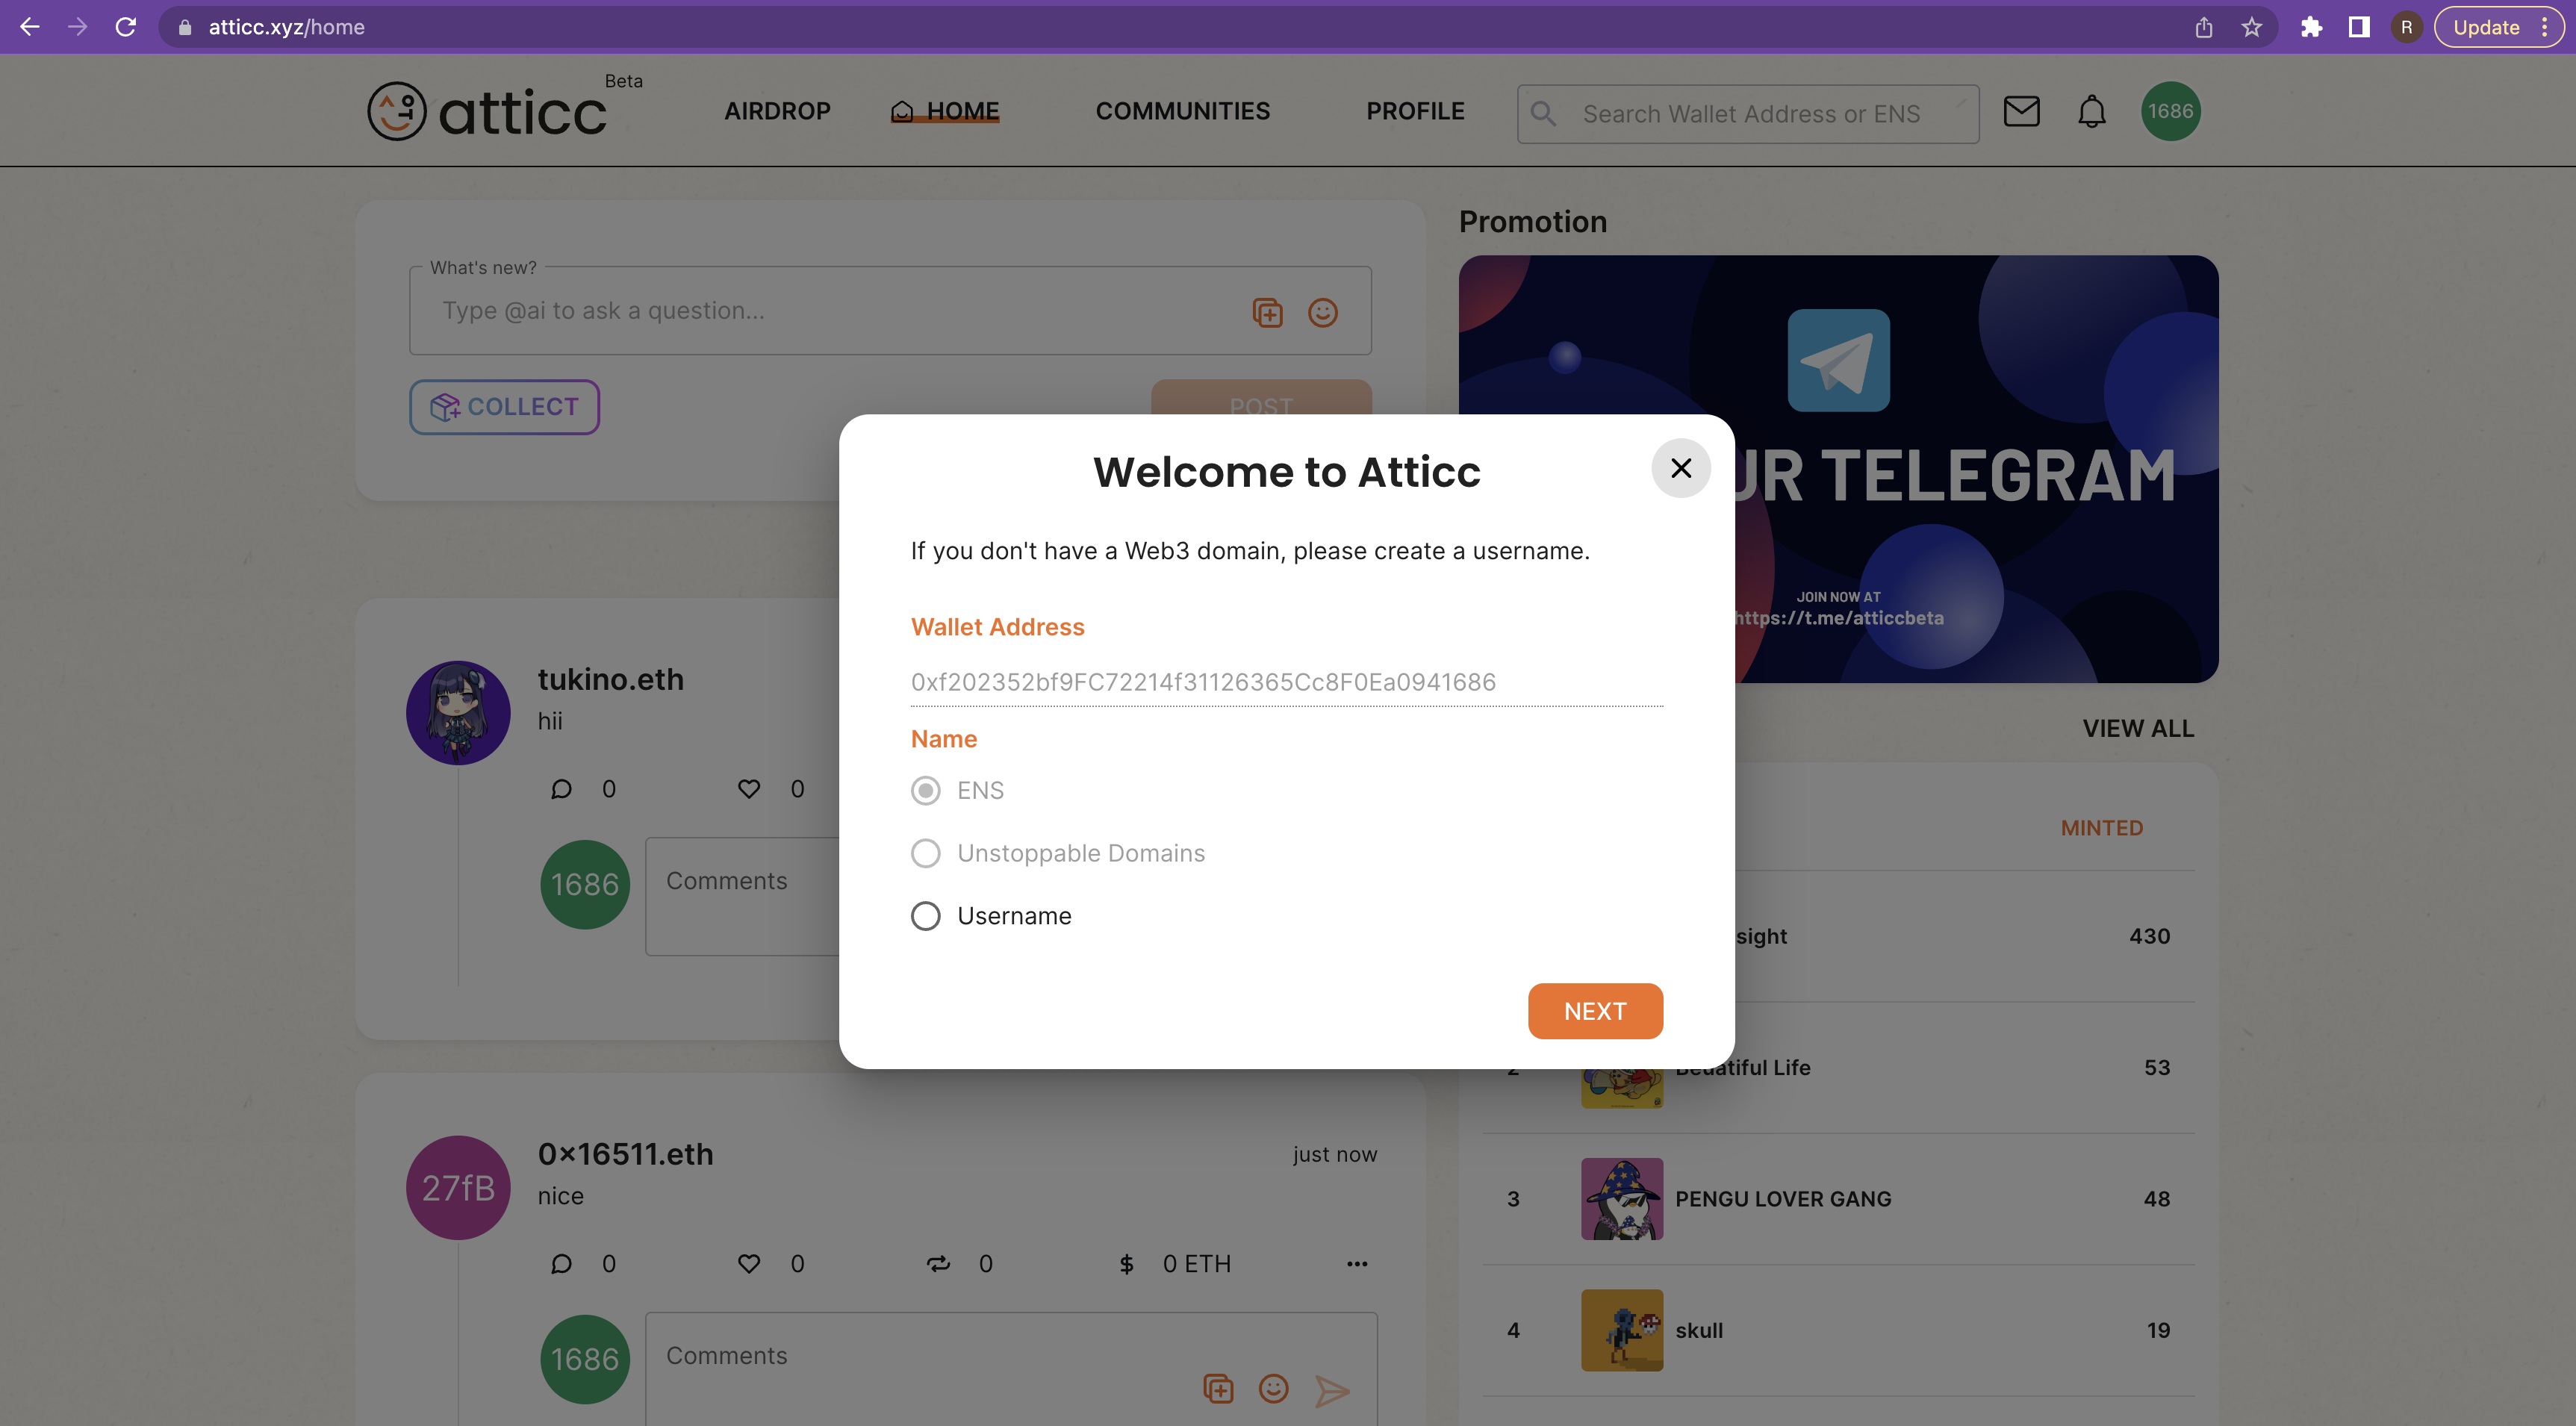 atticc.xyz/home
R
Update
atticc
Beta
AIRDROP
HOME
COMMUNITIES
PROFILE
Search Wallet Address or ENS
1686
What's new?
Type @ai to ask a question...
COLLECT
POST
Promotion
UR TELEGRAM
JOIN NOW AT
https://t.me/atticcbeta
Welcome to Atticc
If you don't have a Web3 domain, please create a username.
Wallet Address
0xf202352bf9FC72214f31126365Cc8F0Ea0941686
Name
ENS
Unstoppable Domains
Username
NEXT
tukino.eth
hii
0
0
1686
Comments
27fB
0×16511.eth
just now
nice
0
0
0
$ 0 ETH
1686
Comments
VIEW ALL
MINTED
sight
430
2
Beuatiful Life
53
3
PENGU LOVER GANG
48
4
skull
19